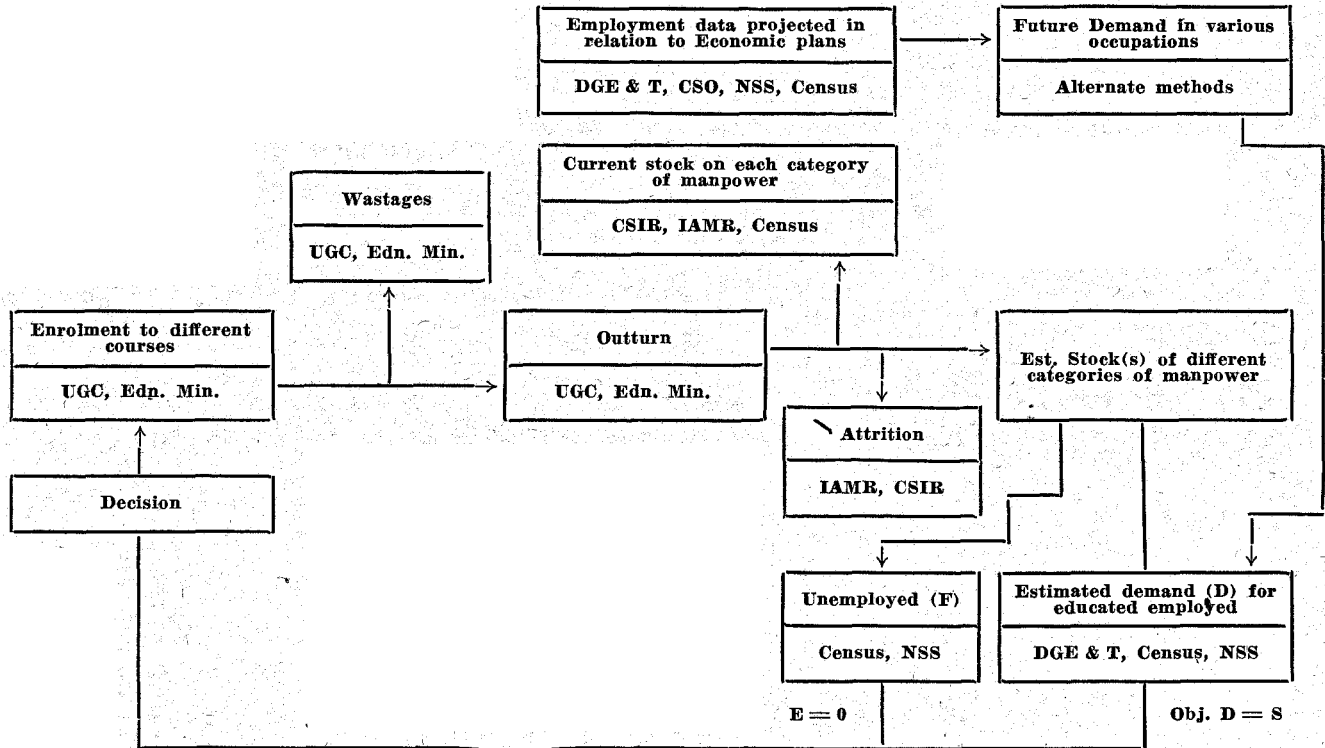 Employment data projected in
relation to Economic plans
DGE & T, CSO, NSS, Census
Future Demand in various
occupations
Alternate methods
Current stock on each category
of manpower
CSIR, IAMR, Census
Wastages
UGC, Edn. Min.
Enrolment to different
courses
UGC, Edn. Min.
Outturn
UGC, Edn. Min.
Est. Stock(s) of different
categories of manpower
Attrition
IAMR, CSIR
Decision
Unemployed (F)
Census, NSS
Estimated demand (D) for
educated employed
DGE & T, Census, NSS
E = 0
Obj. D = S